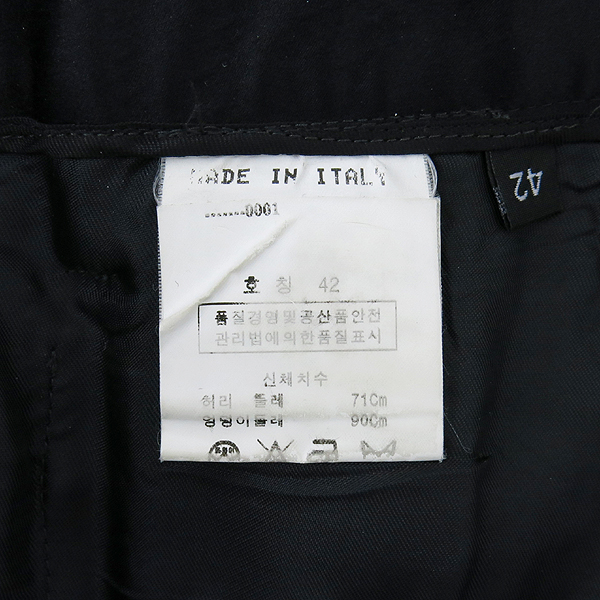 MADE IN ITALY
0001
호 칭 42
품질경영및공산품안전
관리법에의한품질표시
신체치수
허리 둘레 71Cm
엉덩이둘레 90Cm
42